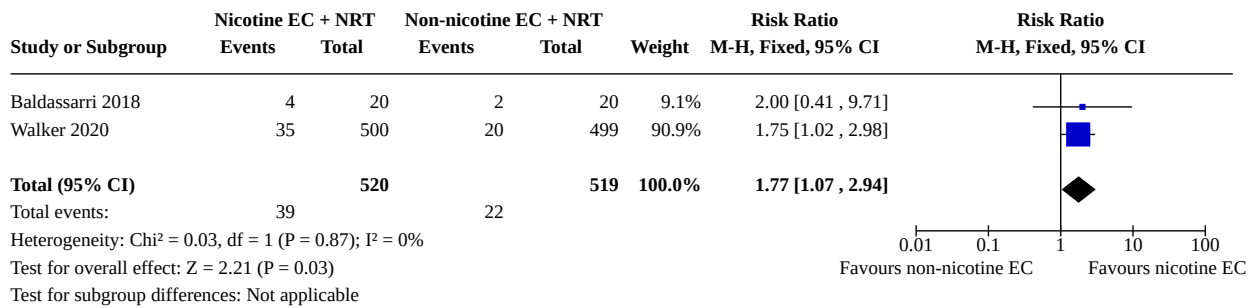 Nicotine EC + NRT Non-nicotine EC + NRT Risk Ratio Risk Ratio
Study or Subgroup Events Total Events Total Weight M-H, Fixed, 95% CI M-H, Fixed, 95% CI
Baldassarri 2018 4 20 2 20 9.1% 2.00 [0.41 , 9.71]
Walker 2020 35 500 20 499 90.9% 1.75 [1.02 , 2.98]
Total (95% CI) 520 519 100.0% 1.77 [1.07 , 2.94]
Total events: 39 22
Heterogeneity: Chi² = 0.03, df = 1 (P = 0.87); I² = 0%
0.01 0.1 1 10 100
Test for overall effect: Z = 2.21 (P = 0.03)
Favours non-nicotine EC Favours nicotine EC
Test for subgroup differences: Not applicable